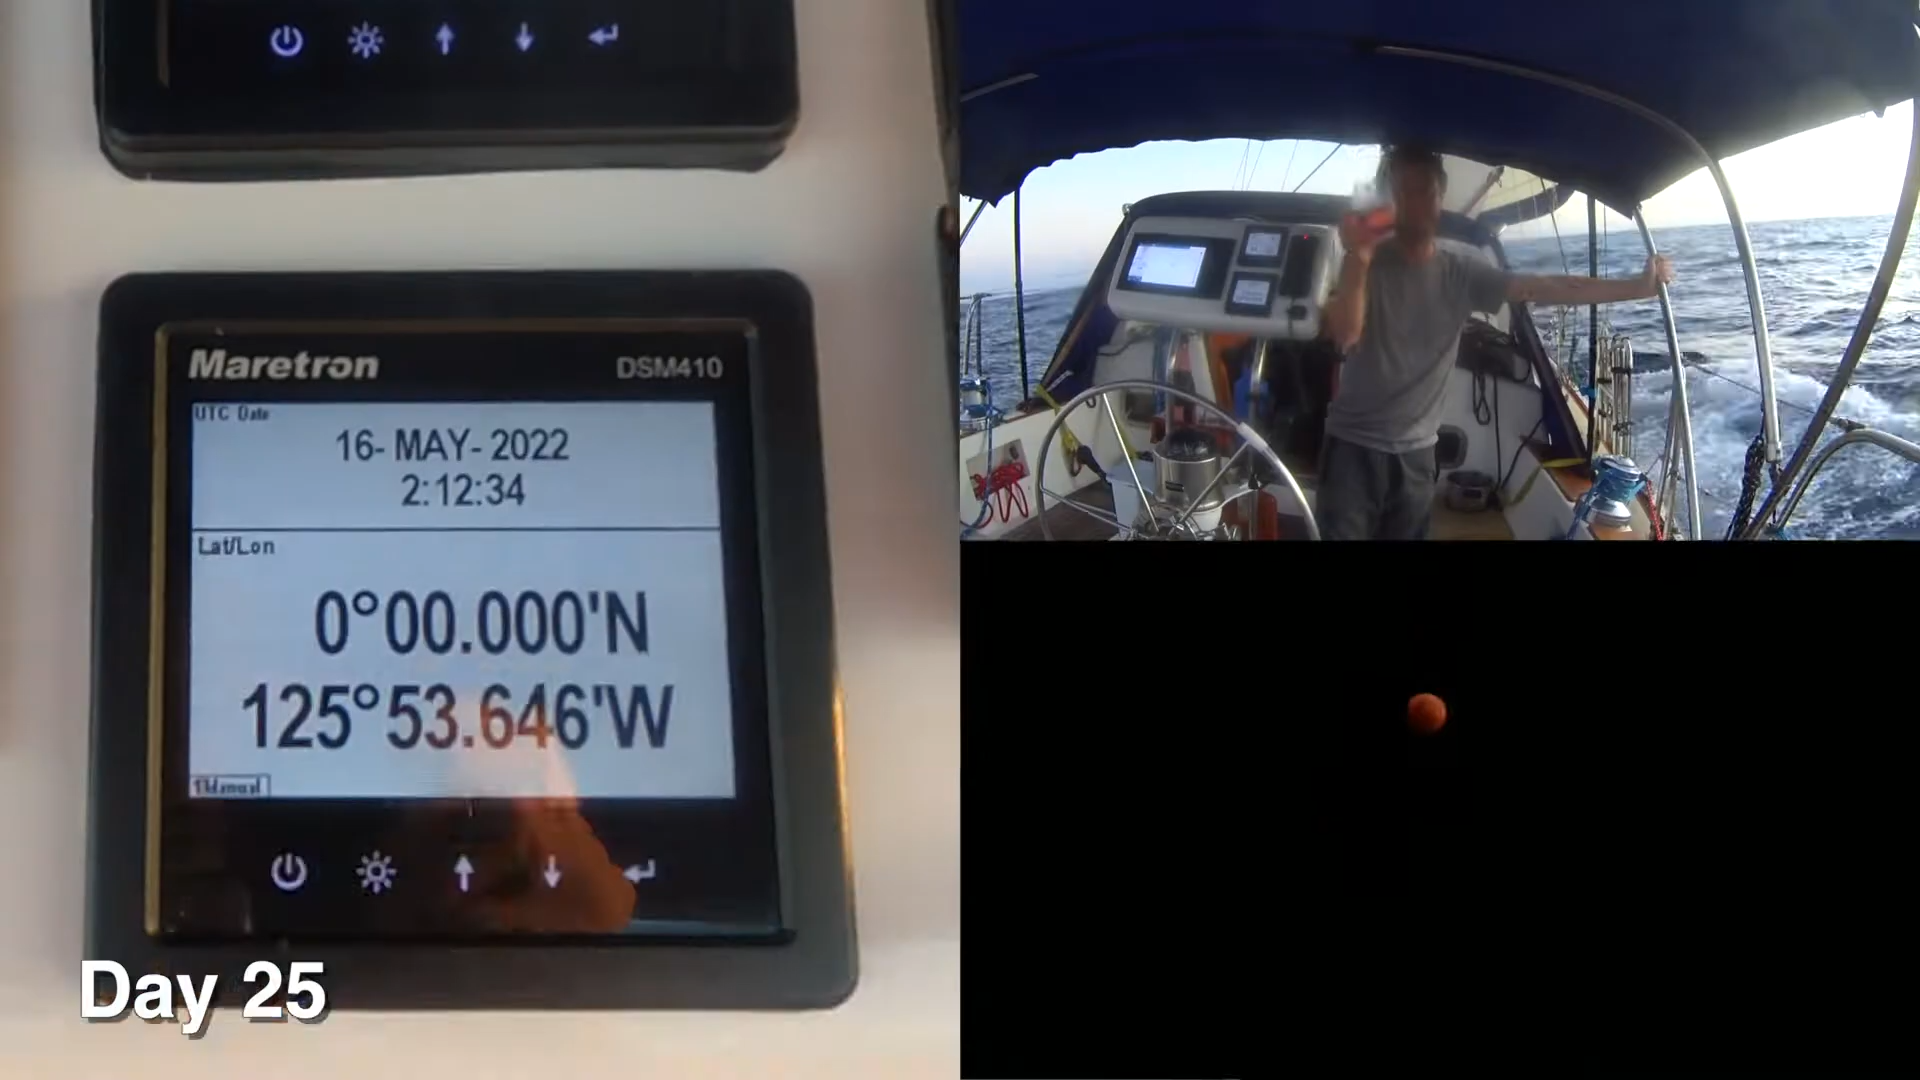 Maretron DSM410
UTC Date
16- MAY- 2022
2:12:34
Lat/Lon
0°00.000'N
125°53.646'W
Day 25